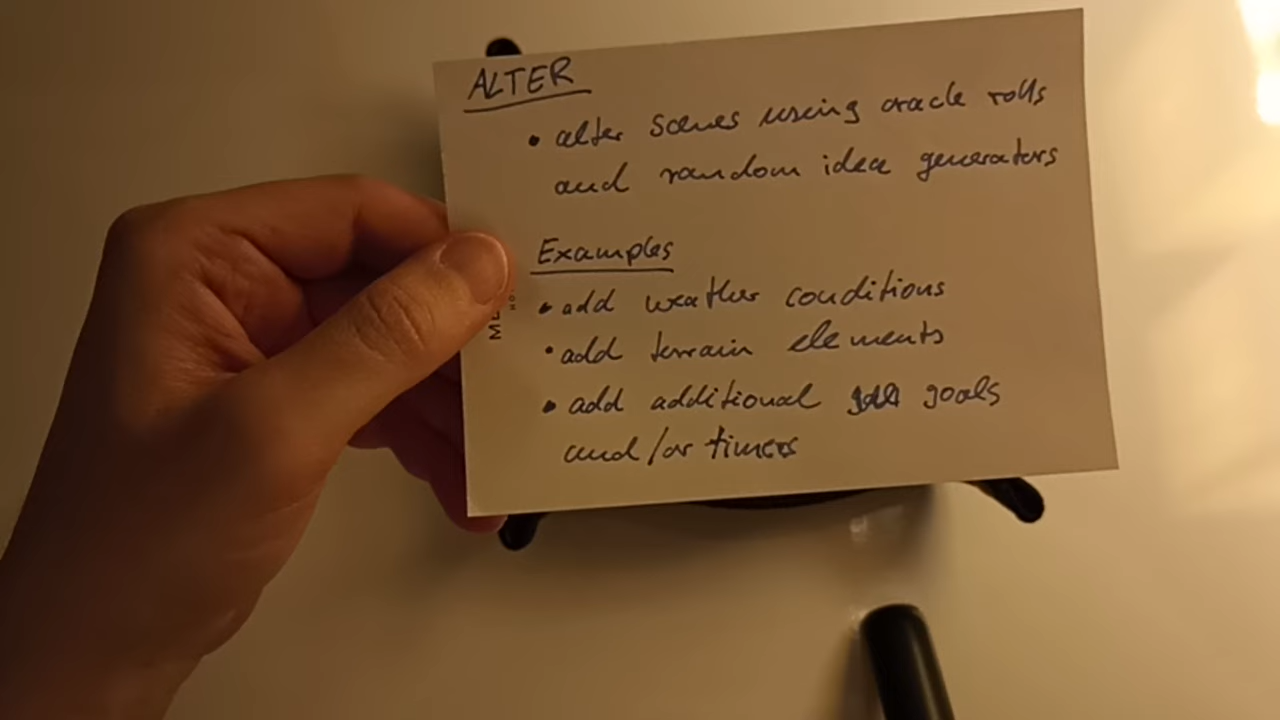 ALTER
• alter scenes using oracle rolls
and random idea generators
Examples
• add weather conditions
• add terrain elements
• add additional goals
and/or timers